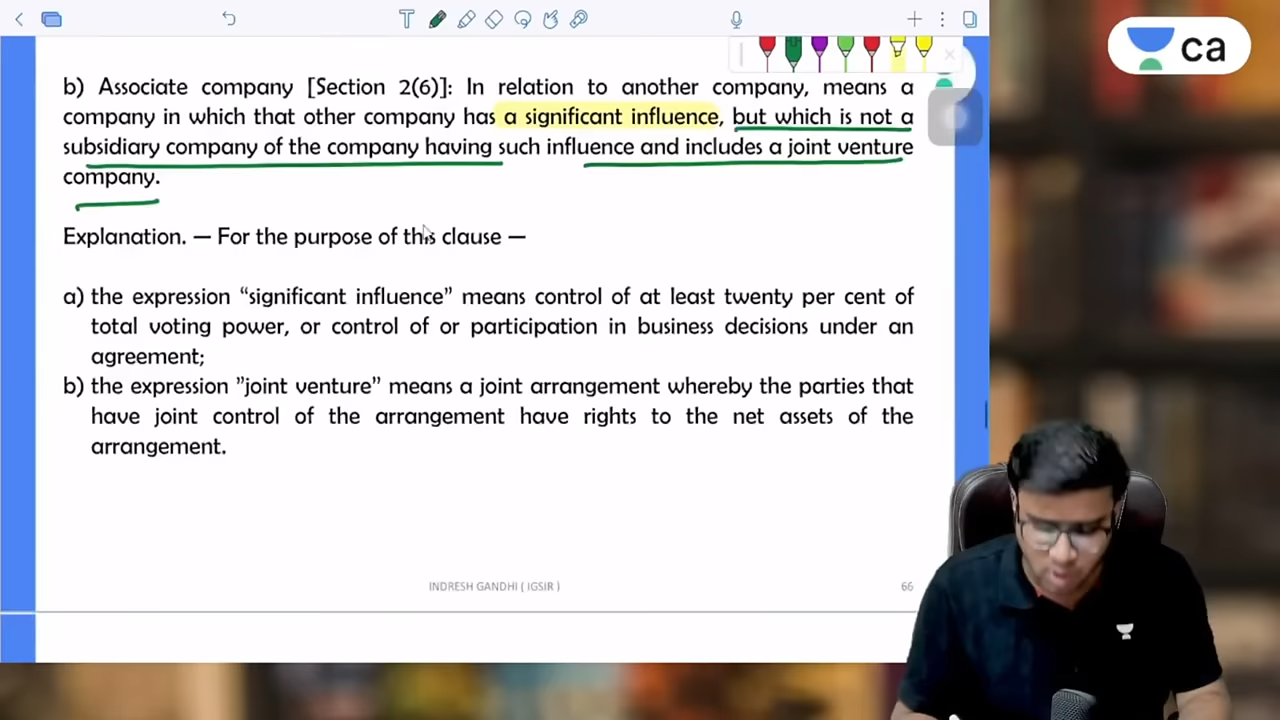 ca
b) Associate company [Section 2(6)]: In relation to another company, means a
company in which that other company has a significant influence, but which is not a
subsidiary company of the company having such influence and includes a joint venture
company.
Explanation. — For the purpose of this clause —
a) the expression “significant influence” means control of at least twenty per cent of
total voting power, or control of or participation in business decisions under an
agreement;
b) the expression ”joint venture” means a joint arrangement whereby the parties that
have joint control of the arrangement have rights to the net assets of the
arrangement.
INDRESH GANDHI ( IGSIR )
66